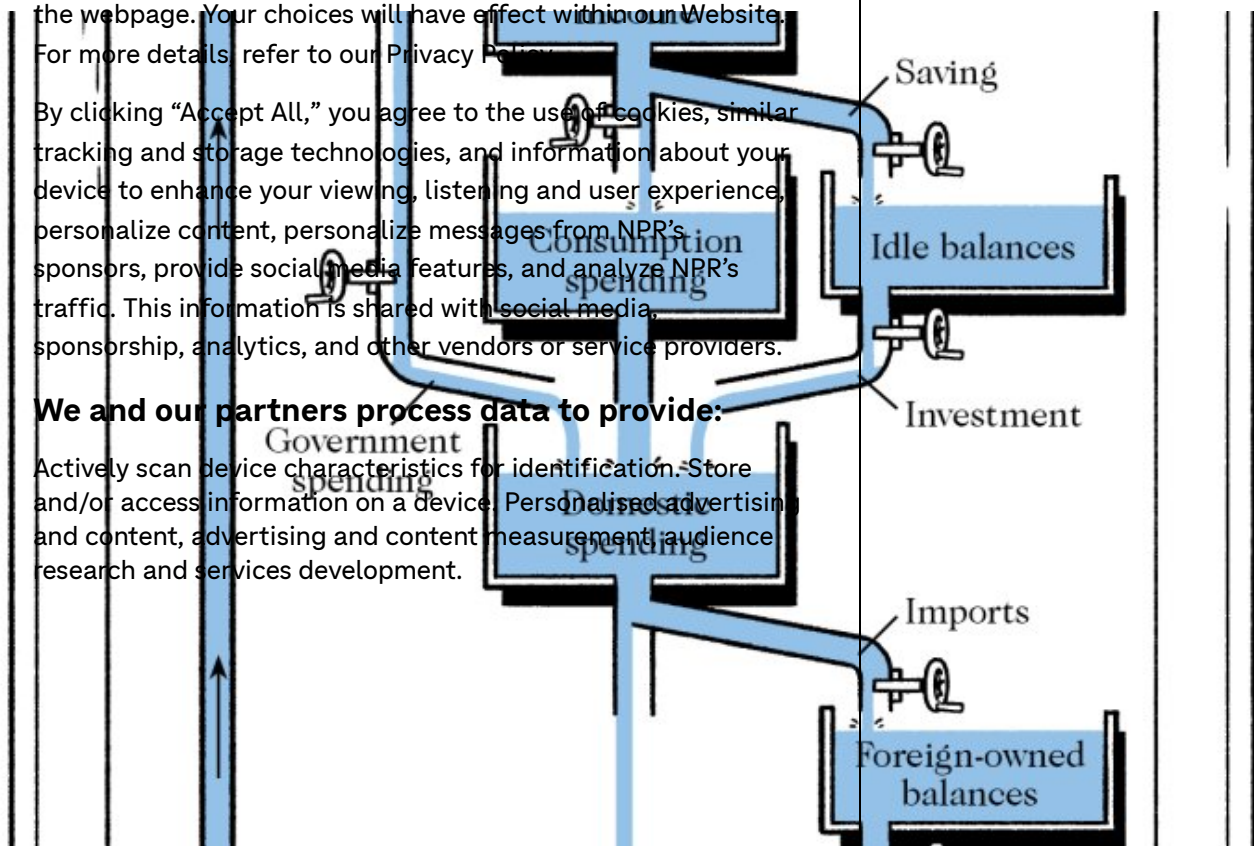 income
the webpage. Your choices will have effect within our Website.
For more details, refer to our Privacy Policy.
Saving
By clicking “Accept All,” you agree to the use of cookies, similar
tracking and storage technologies, and information about your
device to enhance your viewing, listening and user experience,
personalize content, personalize messages from NPR’s
sponsors, provide social media features, and analyze NPR’s
traffic. This information is shared with social media,
sponsorship, analytics, and other vendors or service providers.
Consumption
spending
Idle balances
We and our partners process data to provide:
Investment
Government
spending
Actively scan device characteristics for identification. Store
and/or access information on a device. Personalised advertising
and content, advertising and content measurement, audience
research and services development.
Domestic
spending
Imports
Foreign-owned
balances